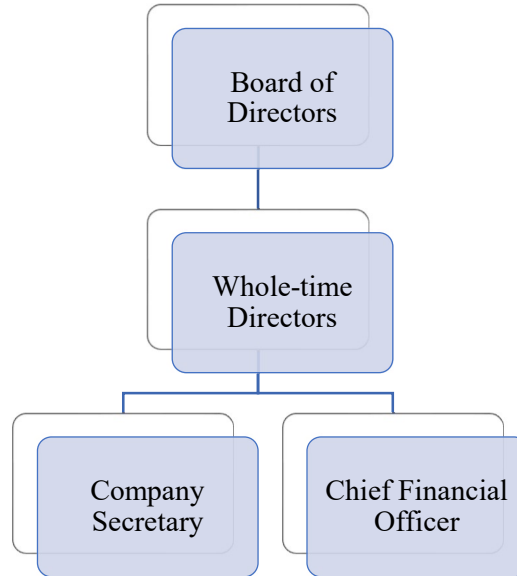 Board of
Directors
Whole-time
Directors
Company
Secretary
Chief Financial
Officer